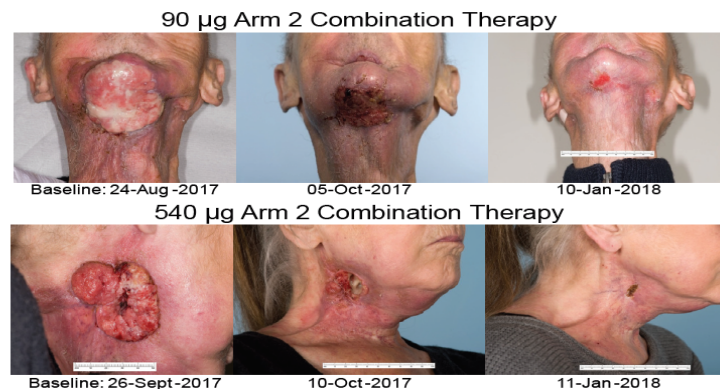 90 µg Arm 2 Combination Therapy
Baseline: 24-Aug-2017 05-Oct-2017 10-Jan-2018
540 µg Arm 2 Combination Therapy
Baseline: 26-Sept-2017 10-Oct-2017 11-Jan-2018